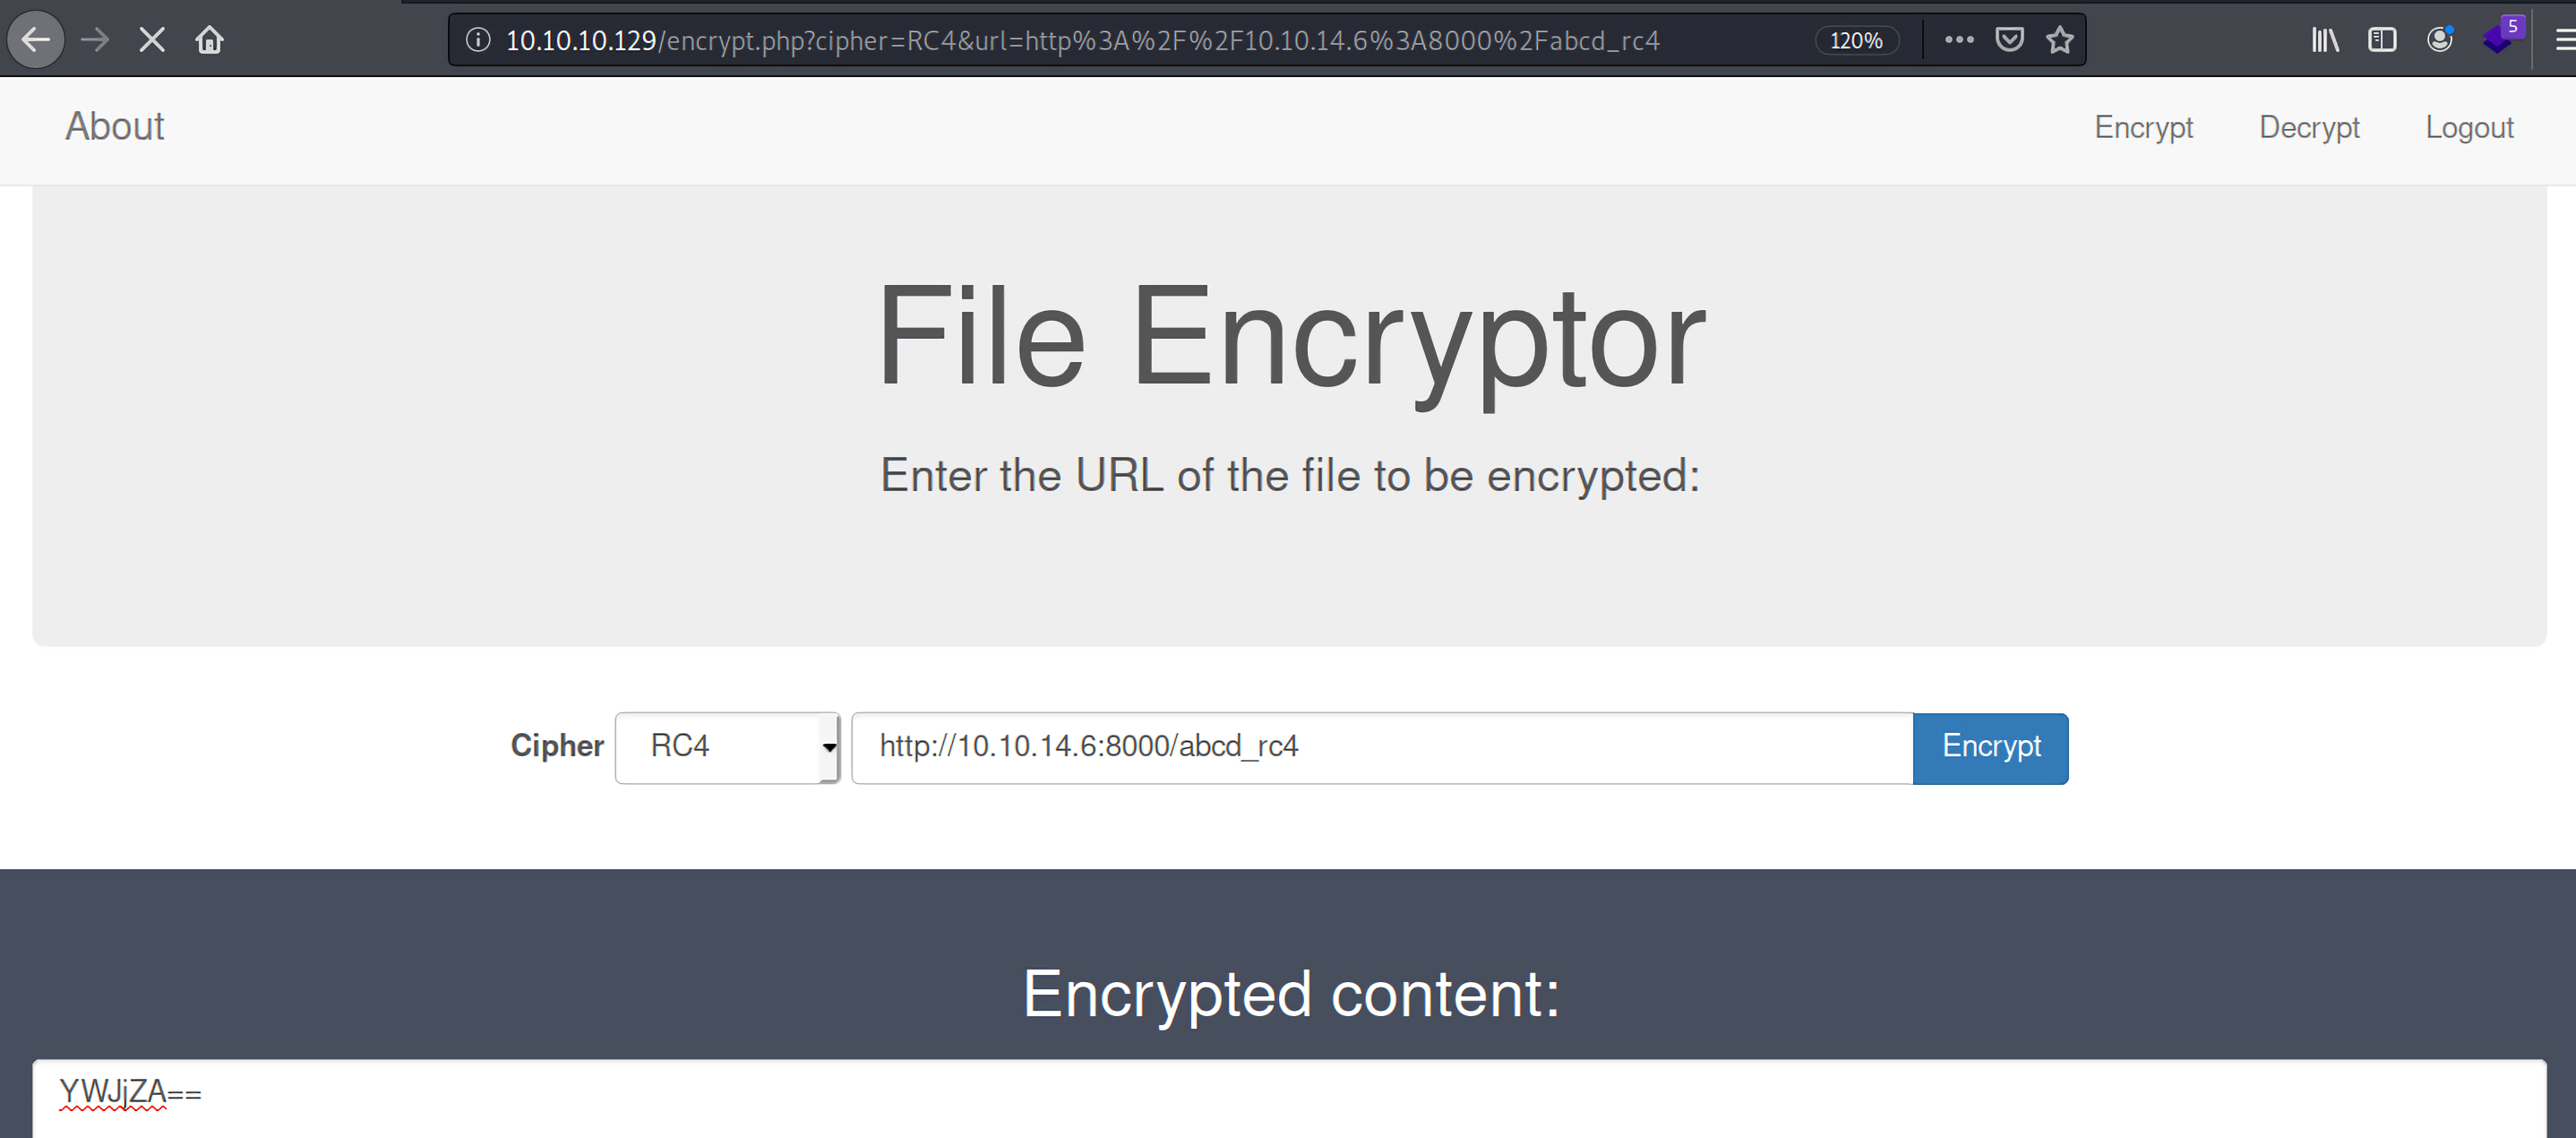 10.10.10.129/encrypt.php?cipher=RC4&url=http%3A%2F%2F10.10.14.6%3A8000%2Fabcd_rc4 120% 5
About Encrypt Decrypt Logout
File Encryptor
Enter the URL of the file to be encrypted:
Cipher RC4 http://10.10.14.6:8000/abcd_rc4 Encrypt
Encrypted content:
YWJjZA==